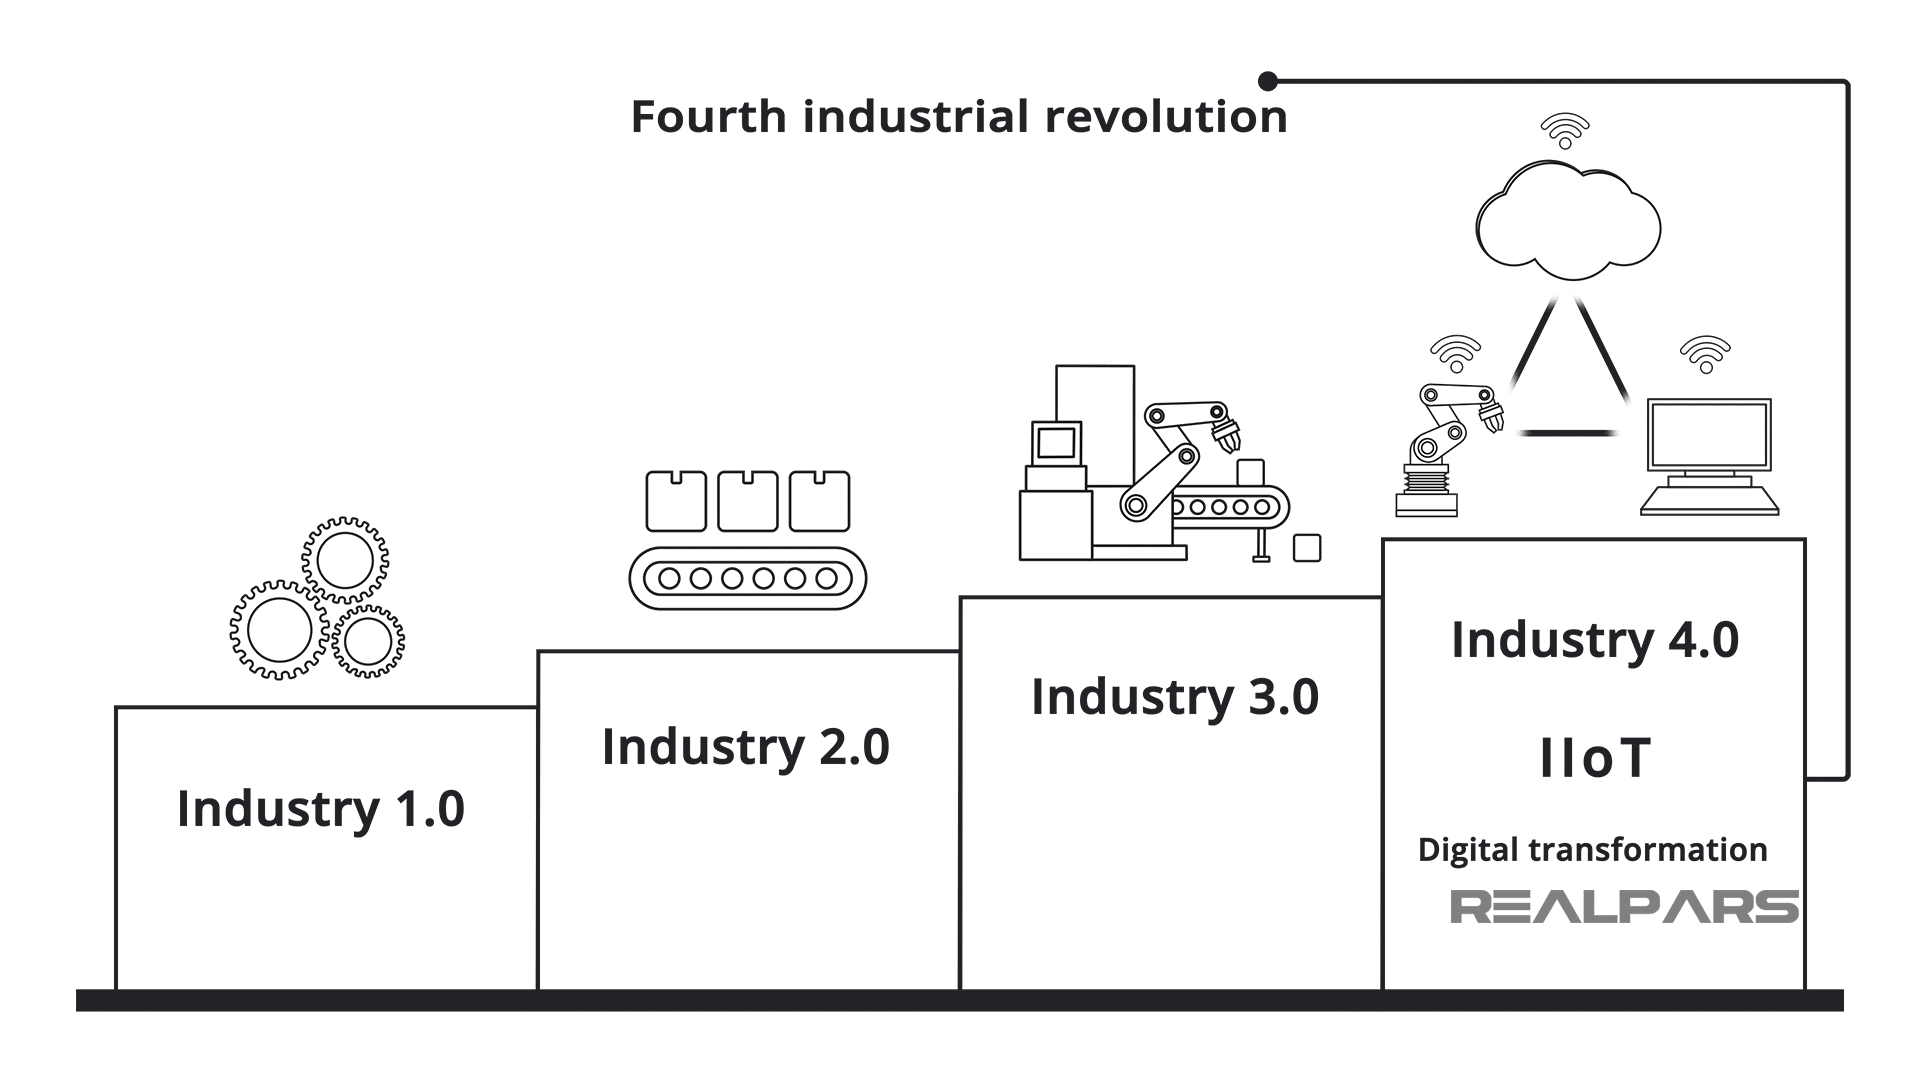 Fourth industrial revolution
Industry 1.0
Industry 2.0
Industry 3.0
Industry 4.0
IIoT
Digital transformation
REALPARS